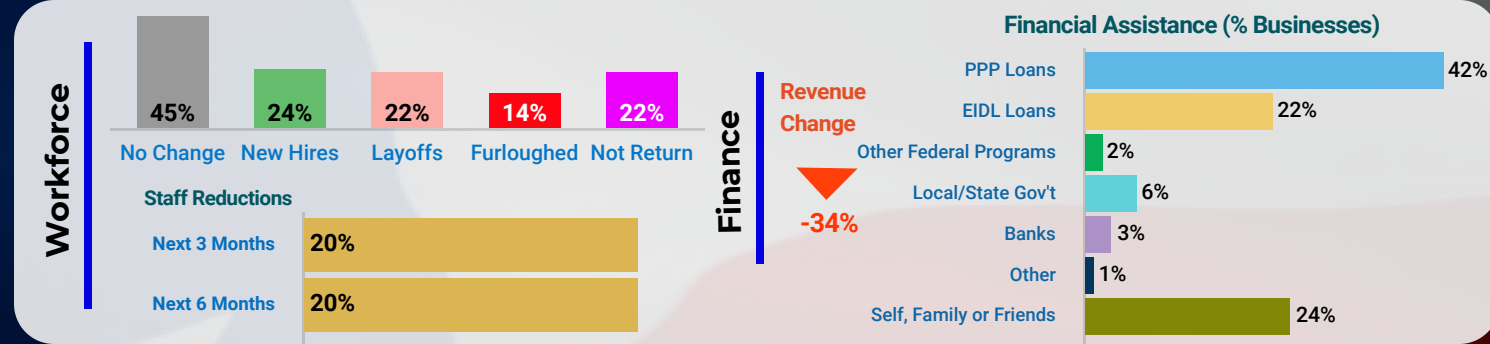 Workforce
45%
24%
22%
14%
22%
No Change
New Hires
Layoffs
Furloughed
Not Return
Staff Reductions
Next 3 Months
20%
Next 6 Months
20%
Finance
Revenue
Change
-34%
Financial Assistance (% Businesses)
PPP Loans
42%
EIDL Loans
22%
Other Federal Programs
2%
Local/State Gov't
6%
Banks
3%
Other
1%
Self, Family or Friends
24%